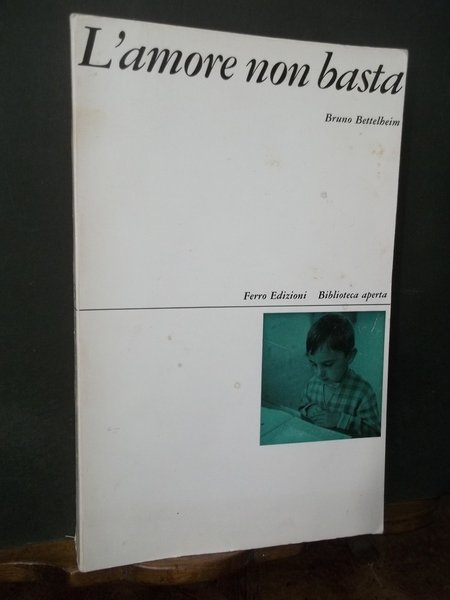 L'amore non basta
Bruno Bettelheim
Ferro Edizioni Biblioteca aperta